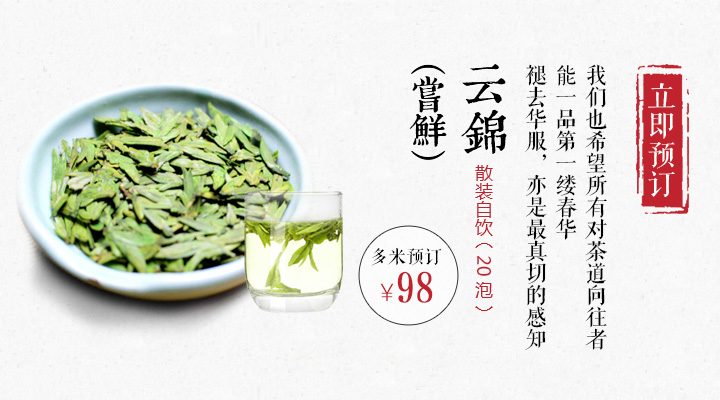 立即预订
我们也希望所有对茶道向往者
能一品第一缕春华
褪去华服，亦是最真切的感知
云錦
散装自饮（20泡）
（嘗鮮）
多米预订
¥98